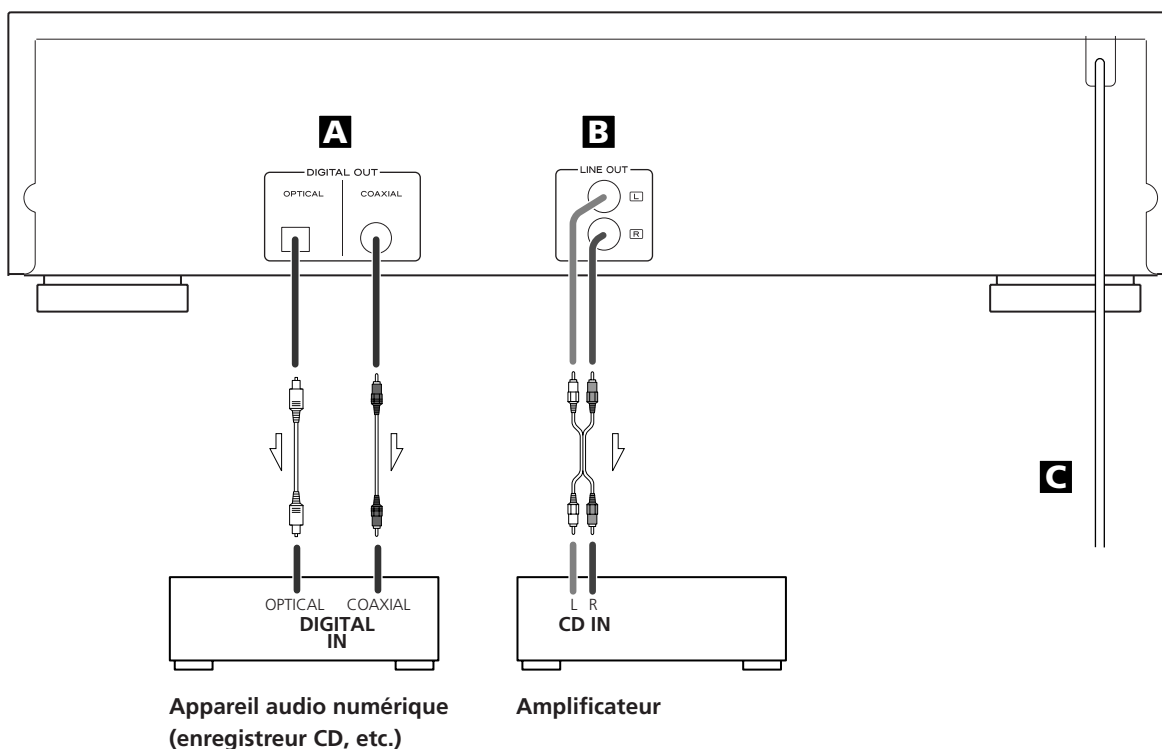 A
B
DIGITAL OUT
LINE OUT
OPTICAL
COAXIAL
L
R
C
OPTICAL COAXIAL
DIGITAL
IN
L R
CD IN
Appareil audio numérique
(enregistreur CD, etc.)
Amplificateur